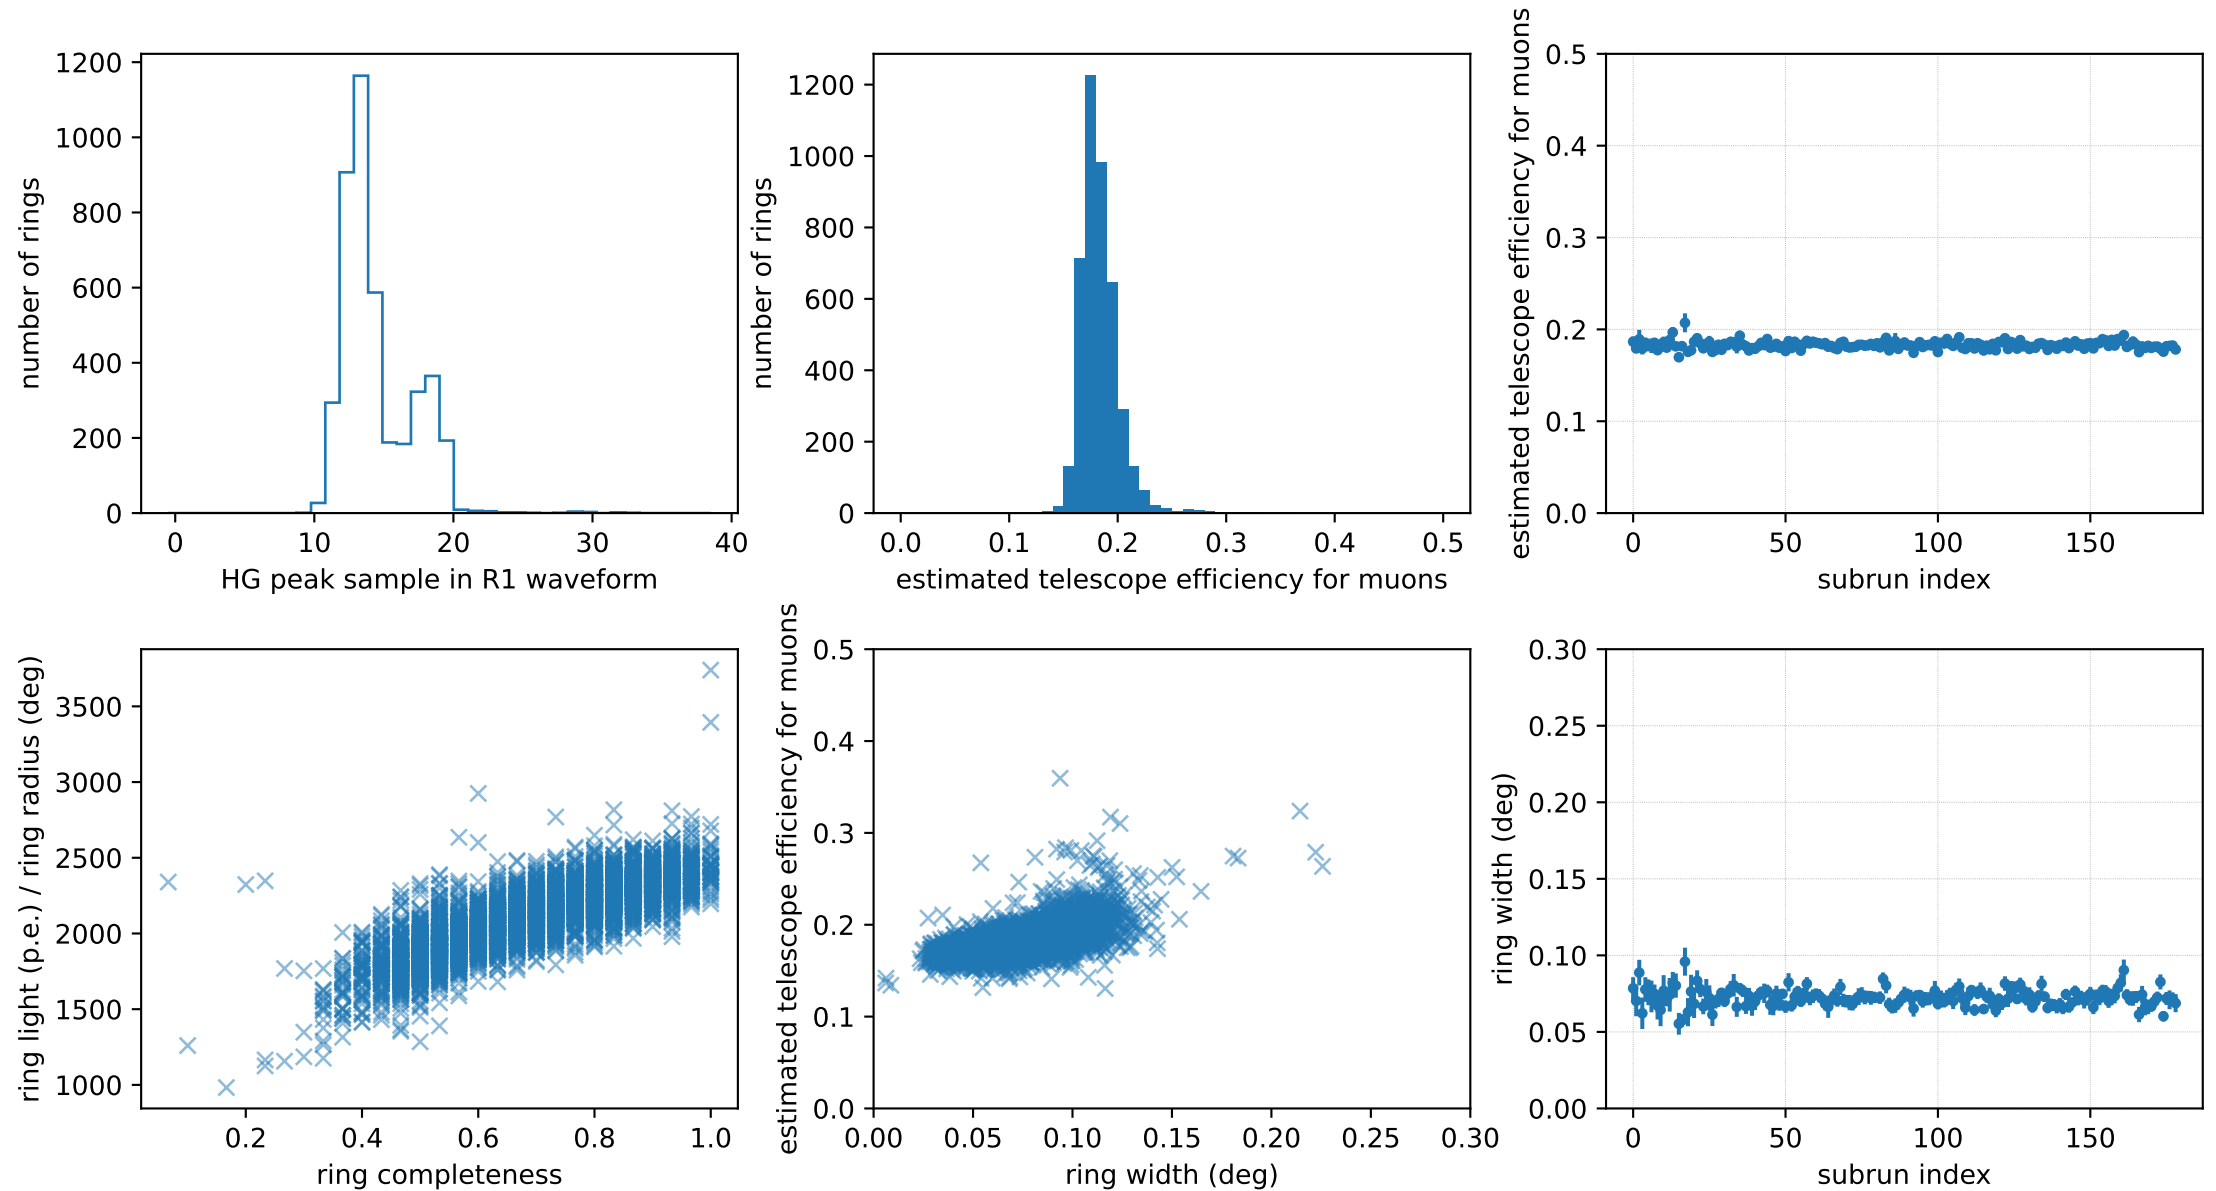 1200
1000
800
600
400
200
0
number of rings
0 10 20 30 40
HG peak sample in R1 waveform
1200
1000
800
600
400
200
0
number of rings
0.0 0.1 0.2 0.3 0.4 0.5
estimated telescope efficiency for muons
0.5
0.4
0.3
0.2
0.1
0.0
estimated telescope efficiency for muons
0 50 100 150
subrun index
3500
3000
2500
2000
1500
1000
ring light (p.e.) / ring radius (deg)
0.2 0.4 0.6 0.8 1.0
ring completeness
0.5
0.4
0.3
0.2
0.1
0.0
estimated telescope efficiency for muons
0.00 0.05 0.10 0.15 0.20 0.25 0.30
ring width (deg)
0.30
0.25
0.20
0.15
0.10
0.05
0.00
ring width (deg)
0 50 100 150
subrun index